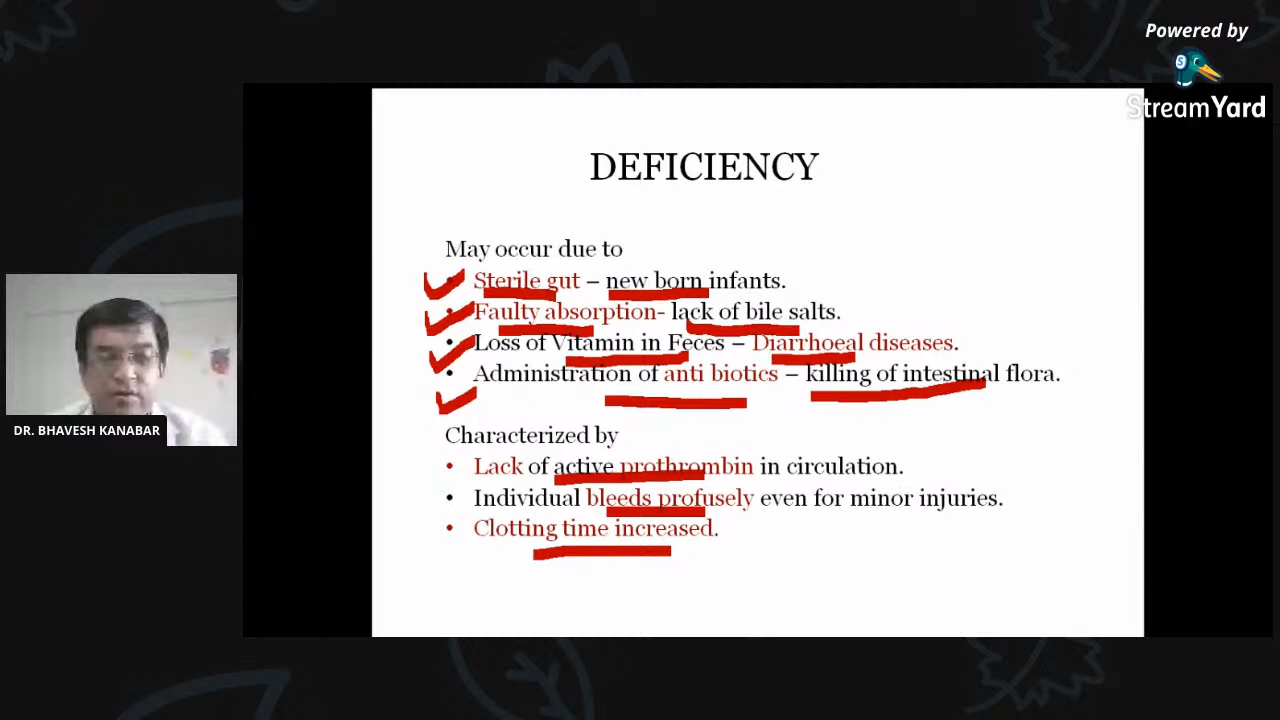 Powered by
StreamYard
DEFICIENCY
May occur due to
• Sterile gut – new born infants.
• Faulty absorption- lack of bile salts.
• Loss of Vitamin in Feces – Diarrhoeal diseases.
• Administration of anti biotics – killing of intestinal flora.
DR. BHAVESH KANABAR
Characterized by
• Lack of active prothrombin in circulation.
• Individual bleeds profusely even for minor injuries.
• Clotting time increased.